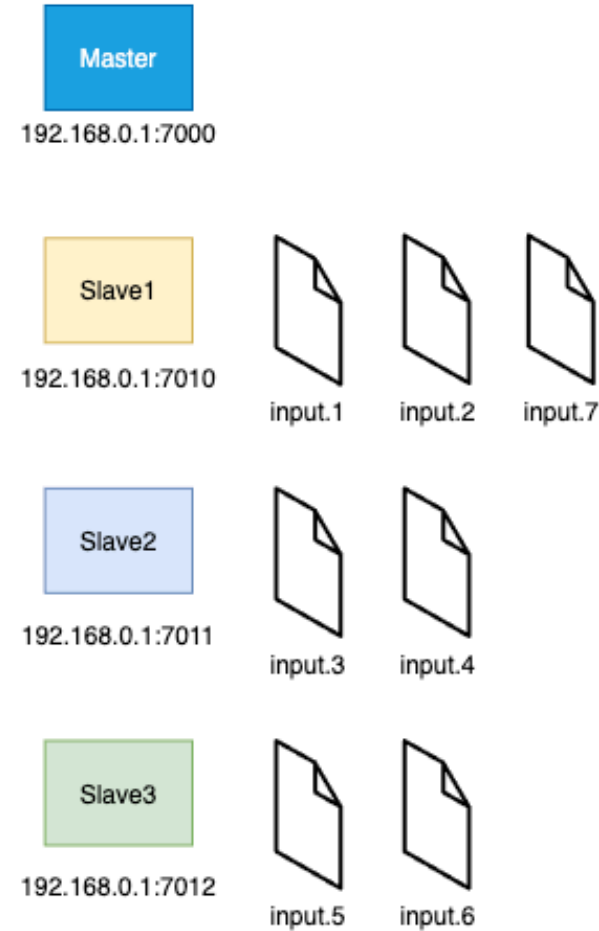 Master
192.168.0.1:7000
Slave1
192.168.0.1:7010
input.1
input.2
input.7
Slave2
192.168.0.1:7011
input.3
input.4
Slave3
192.168.0.1:7012
input.5
input.6